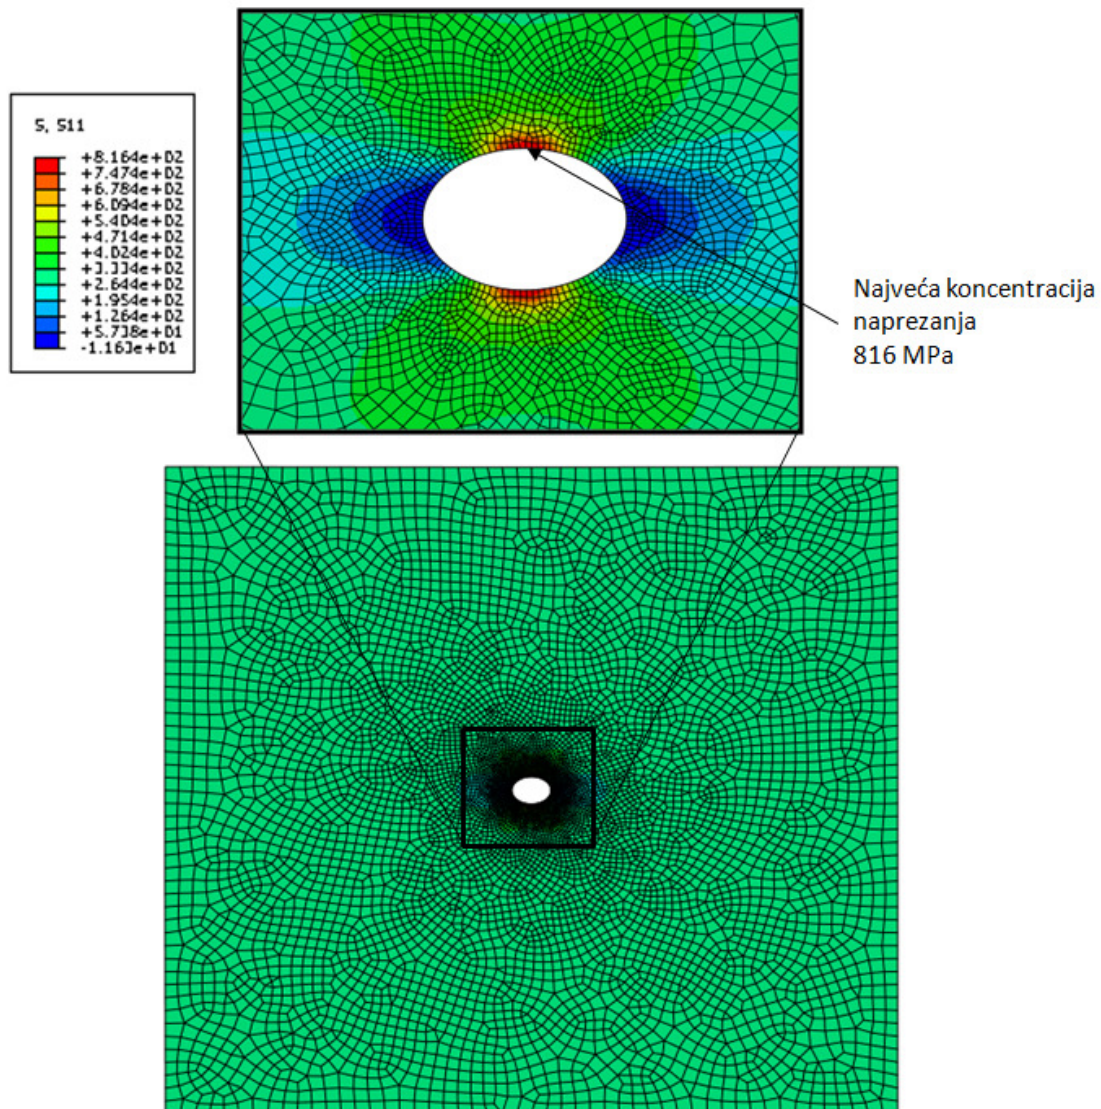 S, S11
+8.164e+02
+7.474e+02
+6.784e+02
+6.094e+02
+5.404e+02
+4.714e+02
+4.024e+02
+3.334e+02
+2.644e+02
+1.954e+02
+1.264e+02
+5.738e+01
-1.163e+01
Najveća koncentracija
naprezanja
816 MPa